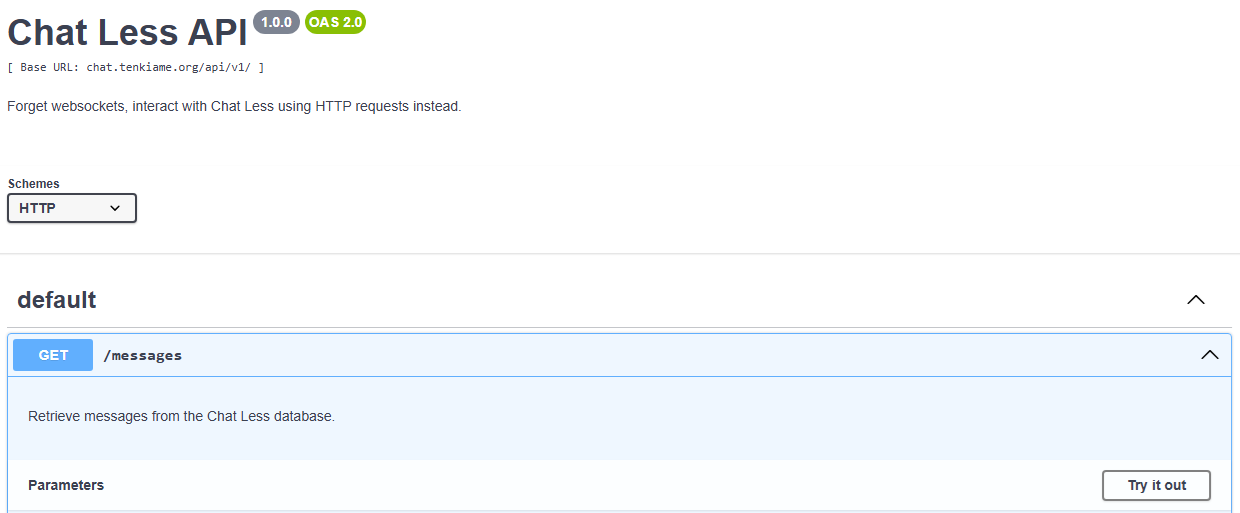 Chat Less API 1.0.0 OAS 2.0
[ Base URL: chat.tenkiame.org/api/v1/ ]
Forget websockets, interact with Chat Less using HTTP requests instead.
Schemes
HTTP
default
GET /messages
Retrieve messages from the Chat Less database.
Parameters Try it out